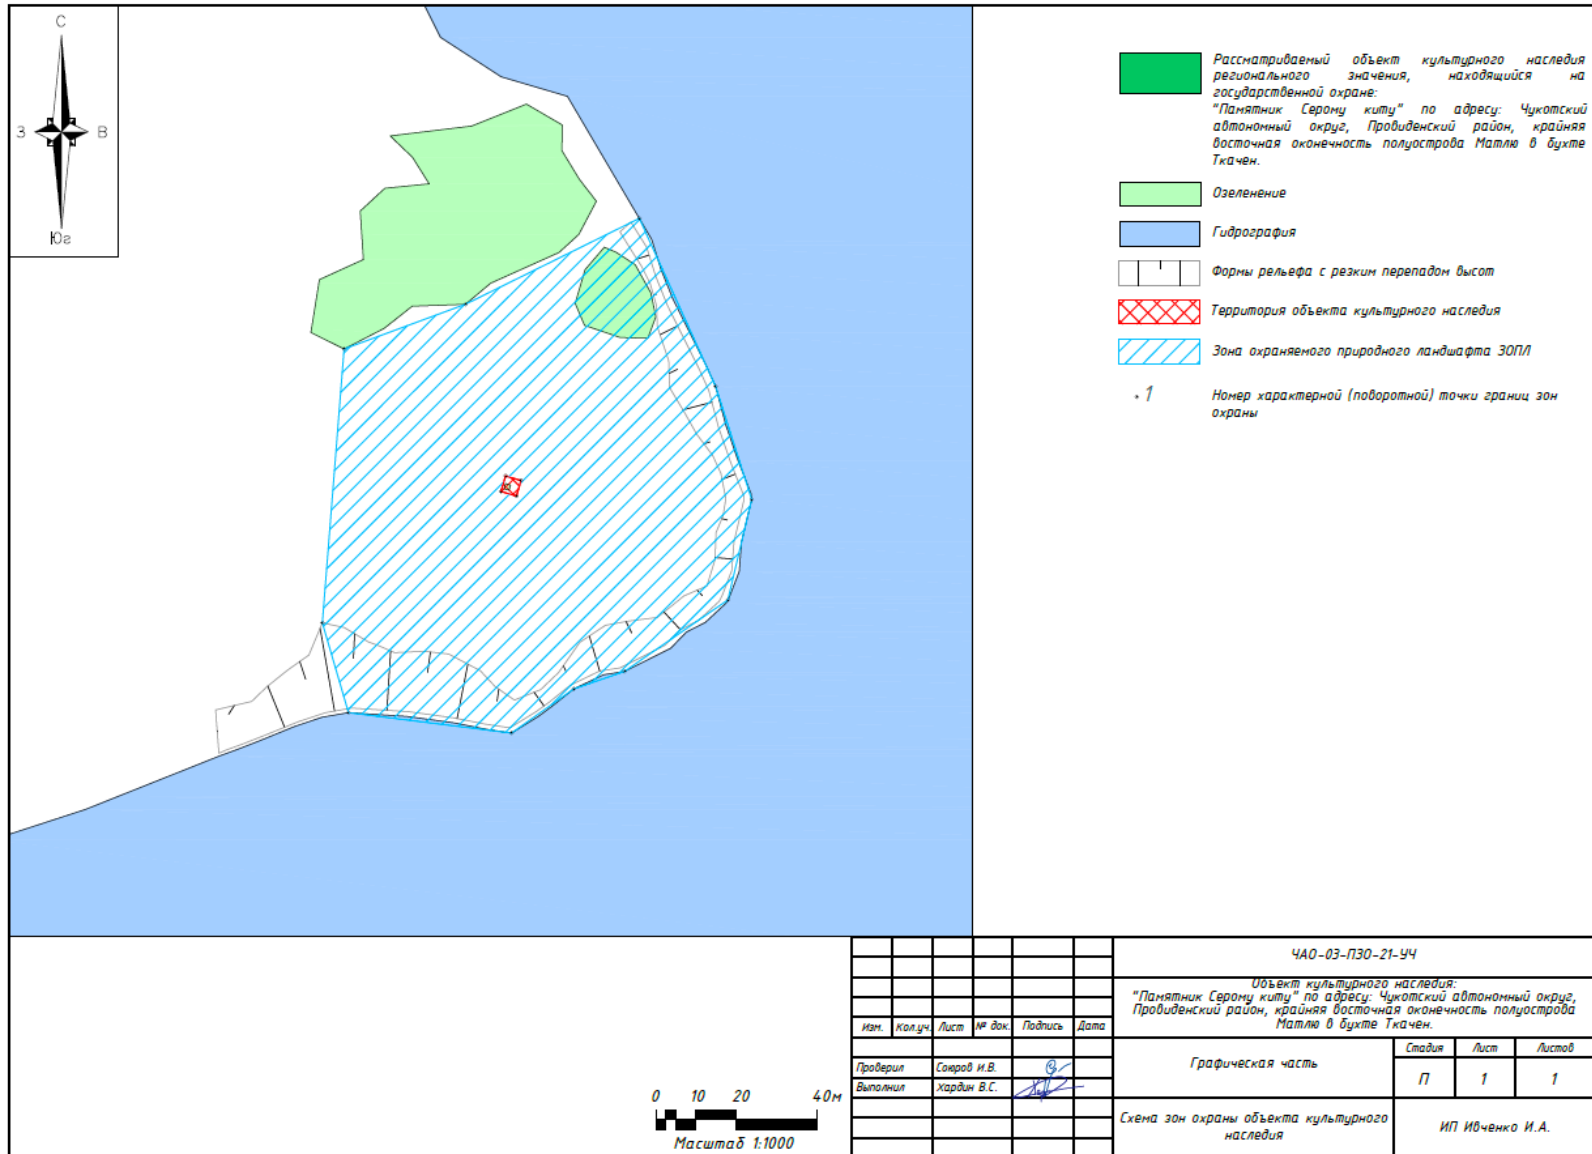 С
З
В
Юг
Рассматриваемый объект культурного наследия
регионального значения, находящийся на
государственной охране:
"Памятник Серому киту" по адресу: Чукотский
автономный округ, Провиденский район, крайняя
восточная оконечность полуострова Матлю в бухте
Ткачен.
Озеленение
Гидрография
Формы рельефа с резким перепадом высот
Территория объекта культурного наследия
Зона охраняемого природного ландшафта ЗОПЛ
1
Номер характерной (поворотной) точки границ зон
охраны
0 10 20 40м
Масштаб 1:1000
ЧАО-03-ПЗО-21-УЧ
Объект культурного наследия:
"Памятник Серому киту" по адресу: Чукотский автономный округ,
Провиденский район, крайняя восточная оконечность полуострова
Матлю в бухте Ткачен.
Изм. Кол.уч. Лист № док. Подпись Дата
Графическая часть
Стадия Лист Листов
Проверил Сояров И.В.
П 1 1
Выполнил Хардин В.С.
Схема зон охраны объекта культурного
наследия
ИП Ивченко И.А.